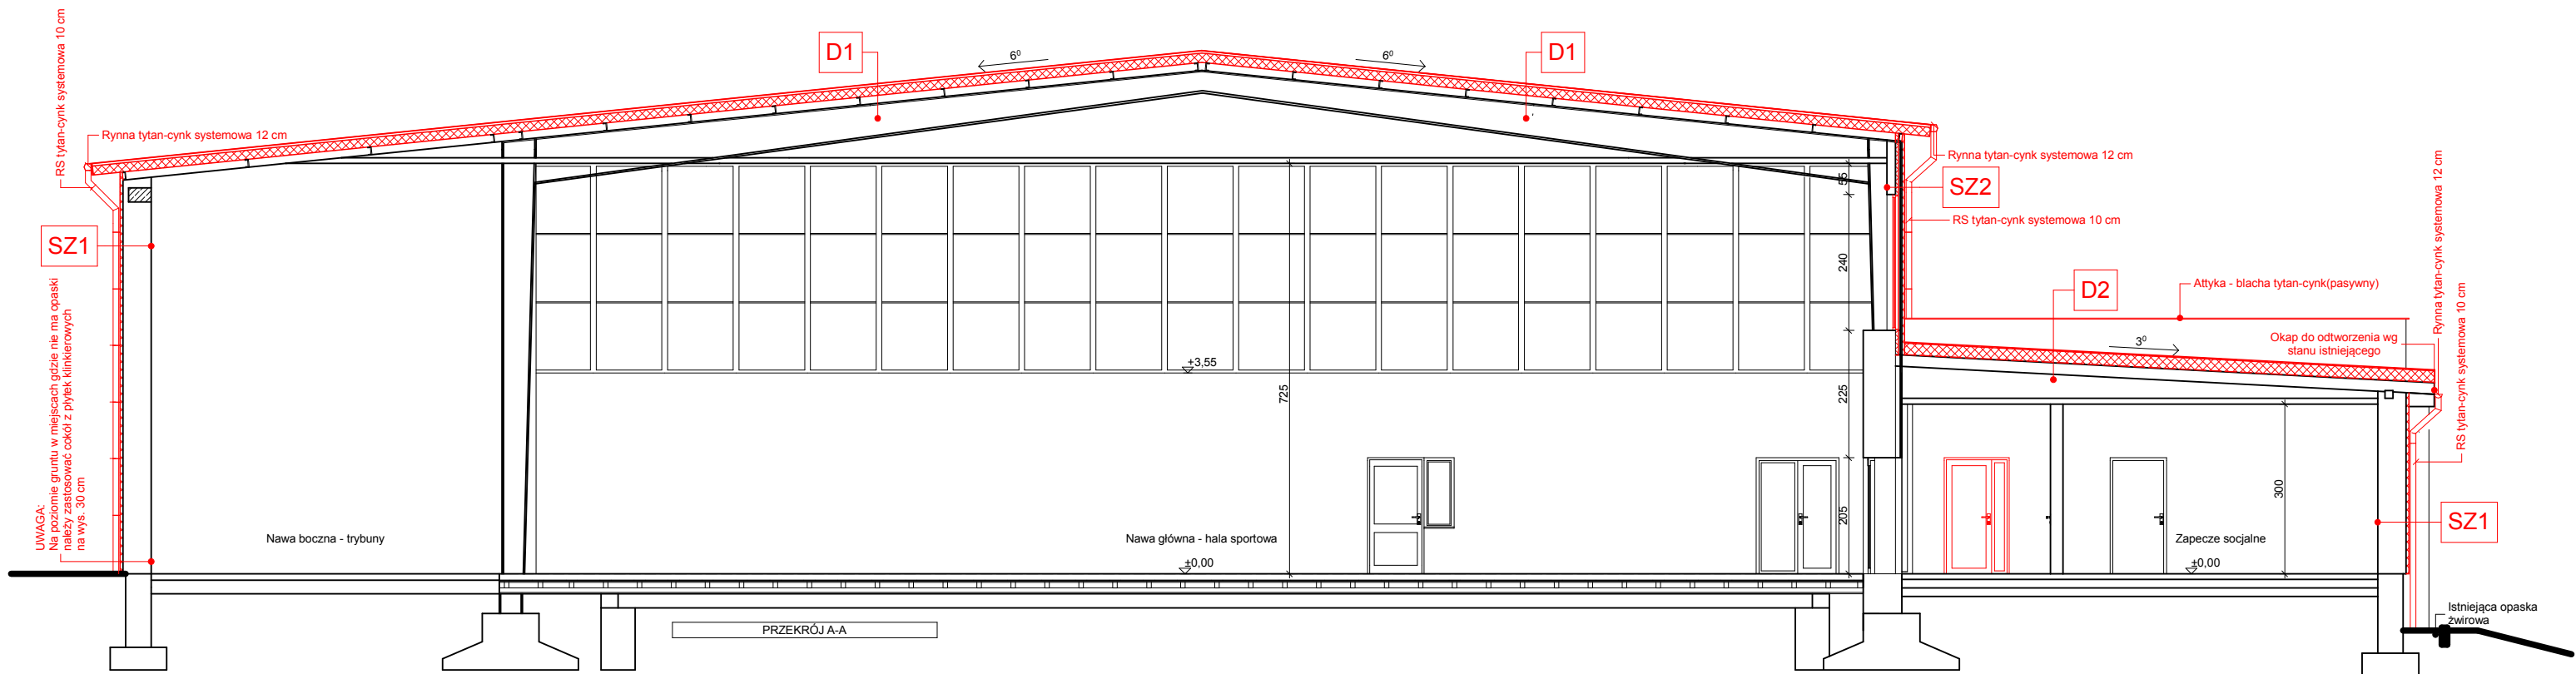 RS tytan-cynk systemowa 10 cm
Rynna tytan-cynk systemowa 12 cm
D1
6⁰
6⁰
D1
Rynna tytan-cynk systemowa 12 cm
SZ2
RS tytan-cynk systemowa 10 cm
SZ1
55
240
225
205
725
D2
Attyka - blacha tytan-cynk(pasywny)
Rynna tytan-cynk systemowa 12 cm
Okap do odtworzenia wg
stanu istniejącego
3⁰
RS tytan-cynk systemowa 10 cm
+3,55
300
SZ1
UWAGA:
Na poziomie gruntu w miejscach gdzie nie ma opaski
należy zastosować cokół z płytek klinkierowych
na wys. 30 cm
Nawa boczna - trybuny
Nawa główna - hala sportowa
±0,00
Zapecze socjalne
±0,00
Istniejąca opaska
żwirowa
PRZEKRÓJ A-A